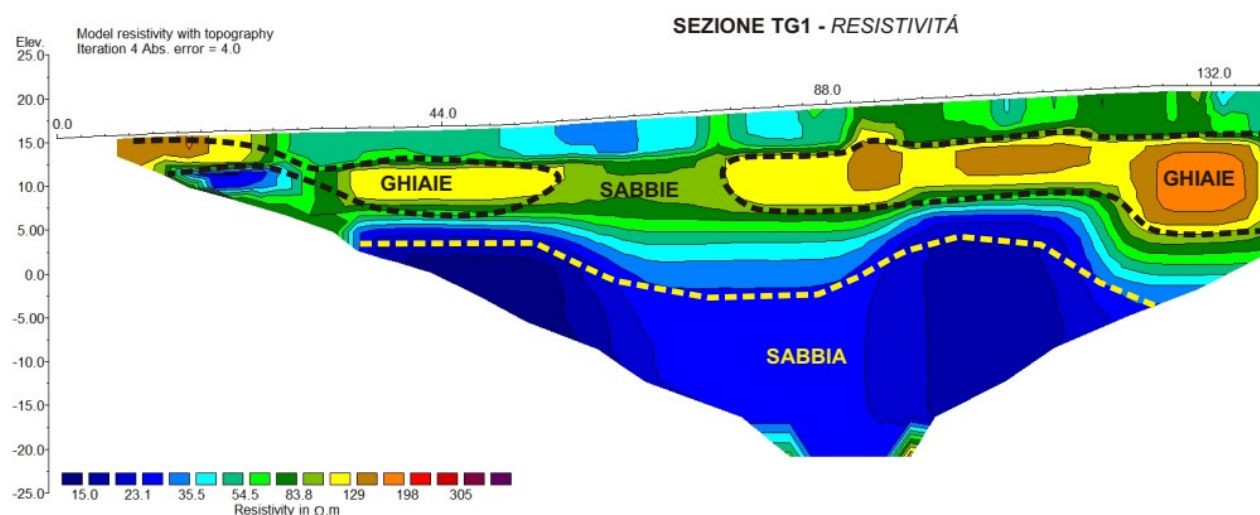 SEZIONE TG1 - RESISTIVITÁ
Model resistivity with topography
Iteration 4 Abs. error = 4.0
Elev.
25.0
20.0
15.0
10.0
5.00
0.00
-5.00
-10.0
-15.0
-20.0
-25.0
0.0
44.0
88.0
132.0
GHIAIE
SABBIE
GHIAIE
SABBIA
15.0 23.1 35.5 54.5 83.8 129 198 305
Resistivity in Ω.m